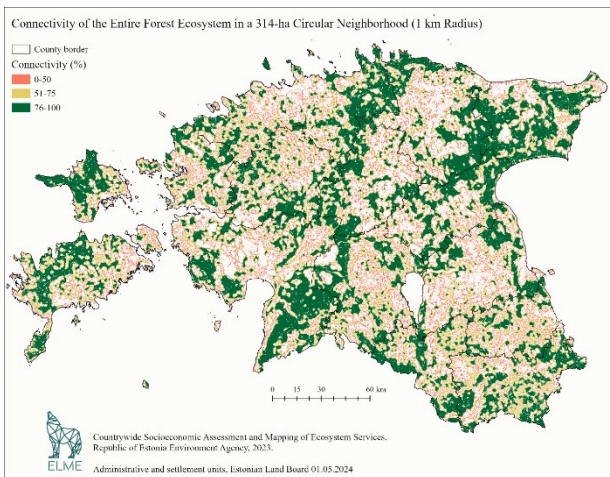 Connectivity of the Entire Forest Ecosystem in a 314-ha Circular Neighborhood (1 km Radius)
County border
Connectivity (%)
0-50
51-75
76-100
0 15 30 60 km
Countrywide Socioeconomic Assessment and Mapping of Ecosystem Services.
Republic of Estonia Environment Agency, 2023.
ELME
Administrative and settlement units, Estonian Land Board 01.05.2024